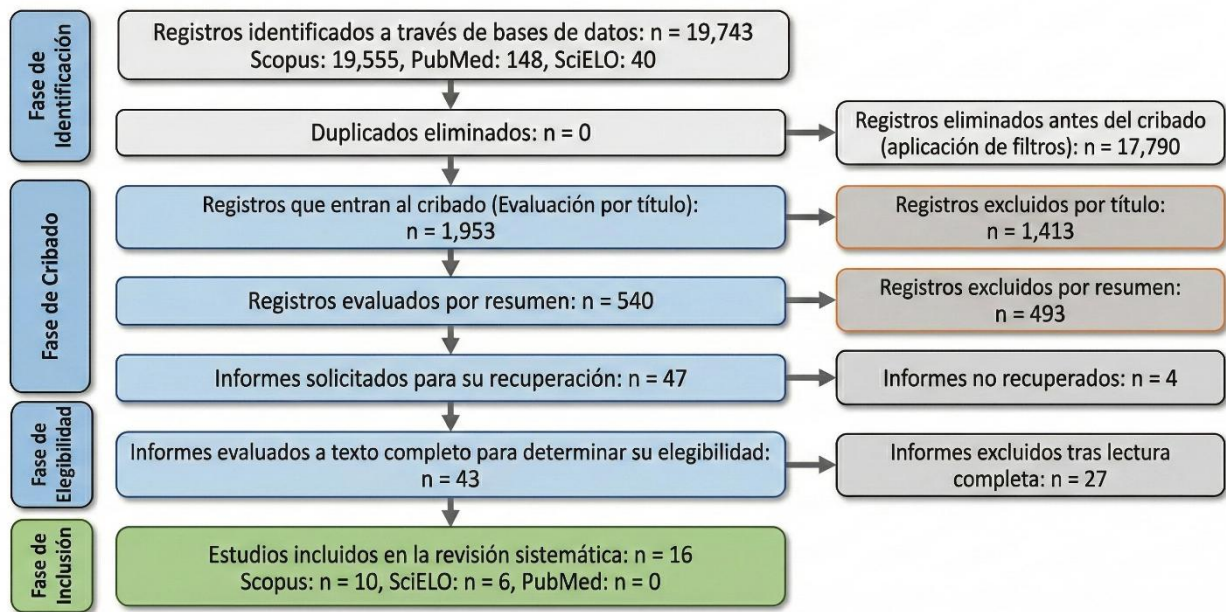 Fase de
Identificación
Registros identificados a través de bases de datos: n = 19,743
Scopus: 19,555, PubMed: 148, SciELO: 40
Duplicados eliminados: n = 0
Registros eliminados antes del cribado
(aplicación de filtros): n = 17,790
Fase de Cribado
Registros que entran al cribado (Evaluación por título):
n = 1,953
Registros excluidos por título:
n = 1,413
Registros evaluados por resumen: n = 540
Registros excluidos por resumen:
n = 493
Informes solicitados para su recuperación: n = 47
Informes no recuperados: n = 4
Fase de
Elegibilidad
Informes evaluados a texto completo para determinar su elegibilidad:
n = 43
Informes excluidos tras lectura
completa: n = 27
Fase de
Inclusión
Estudios incluidos en la revisión sistemática: n = 16
Scopus: n = 10, SciELO: n = 6, PubMed: n = 0